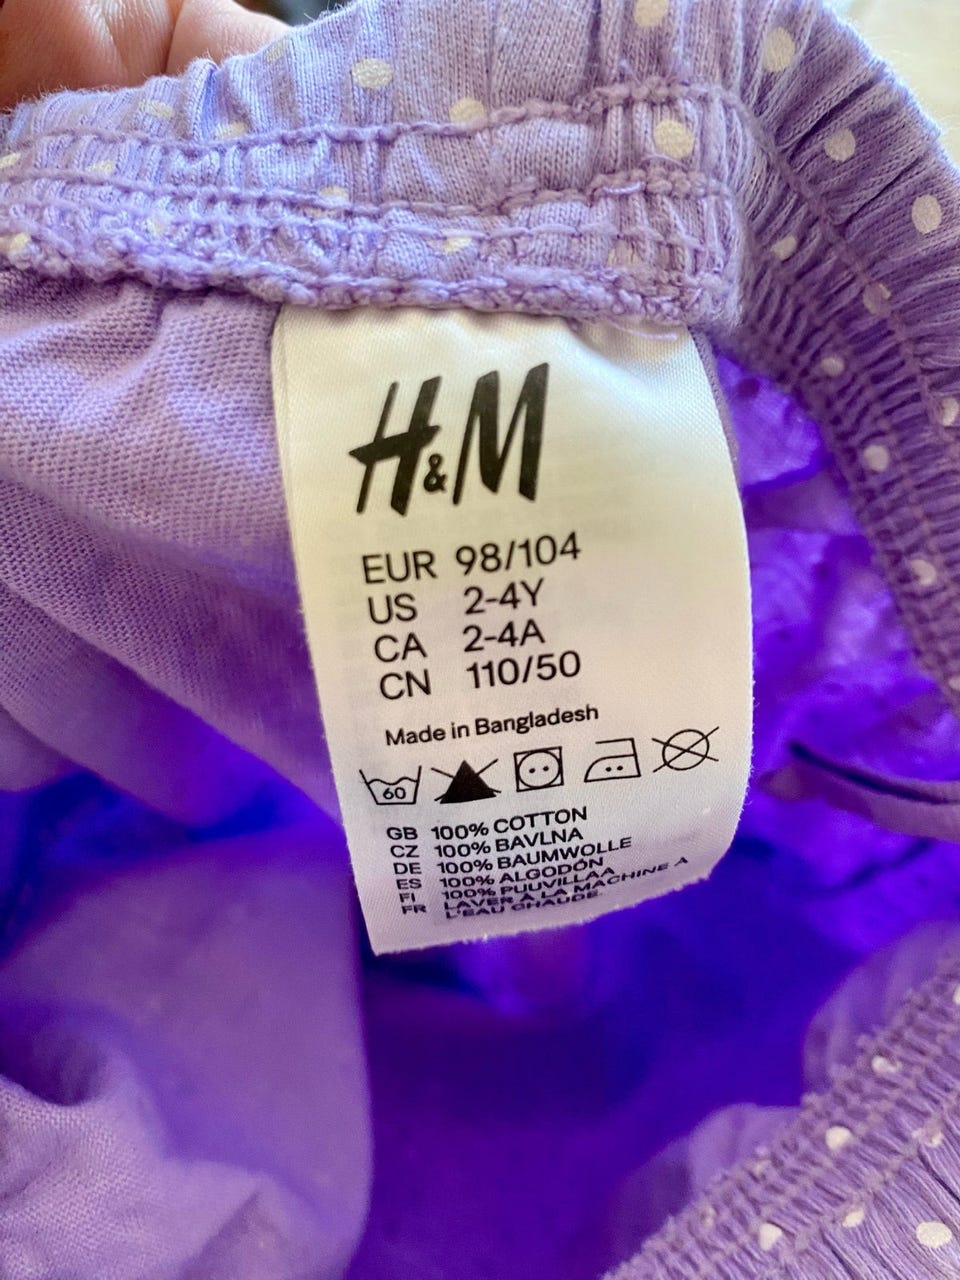 H&M
EUR 98/104
US 2-4Y
CA 2-4A
CN 110/50
Made in Bangladesh
60
GB 100% COTTON
CZ 100% BAVLNA
DE 100% BAUMWOLLE
ES 100% ALGODÓN
FI 100% PUUVILLAA
FR LAVER À LA MACHINE À
L'EAU CHAUDE.